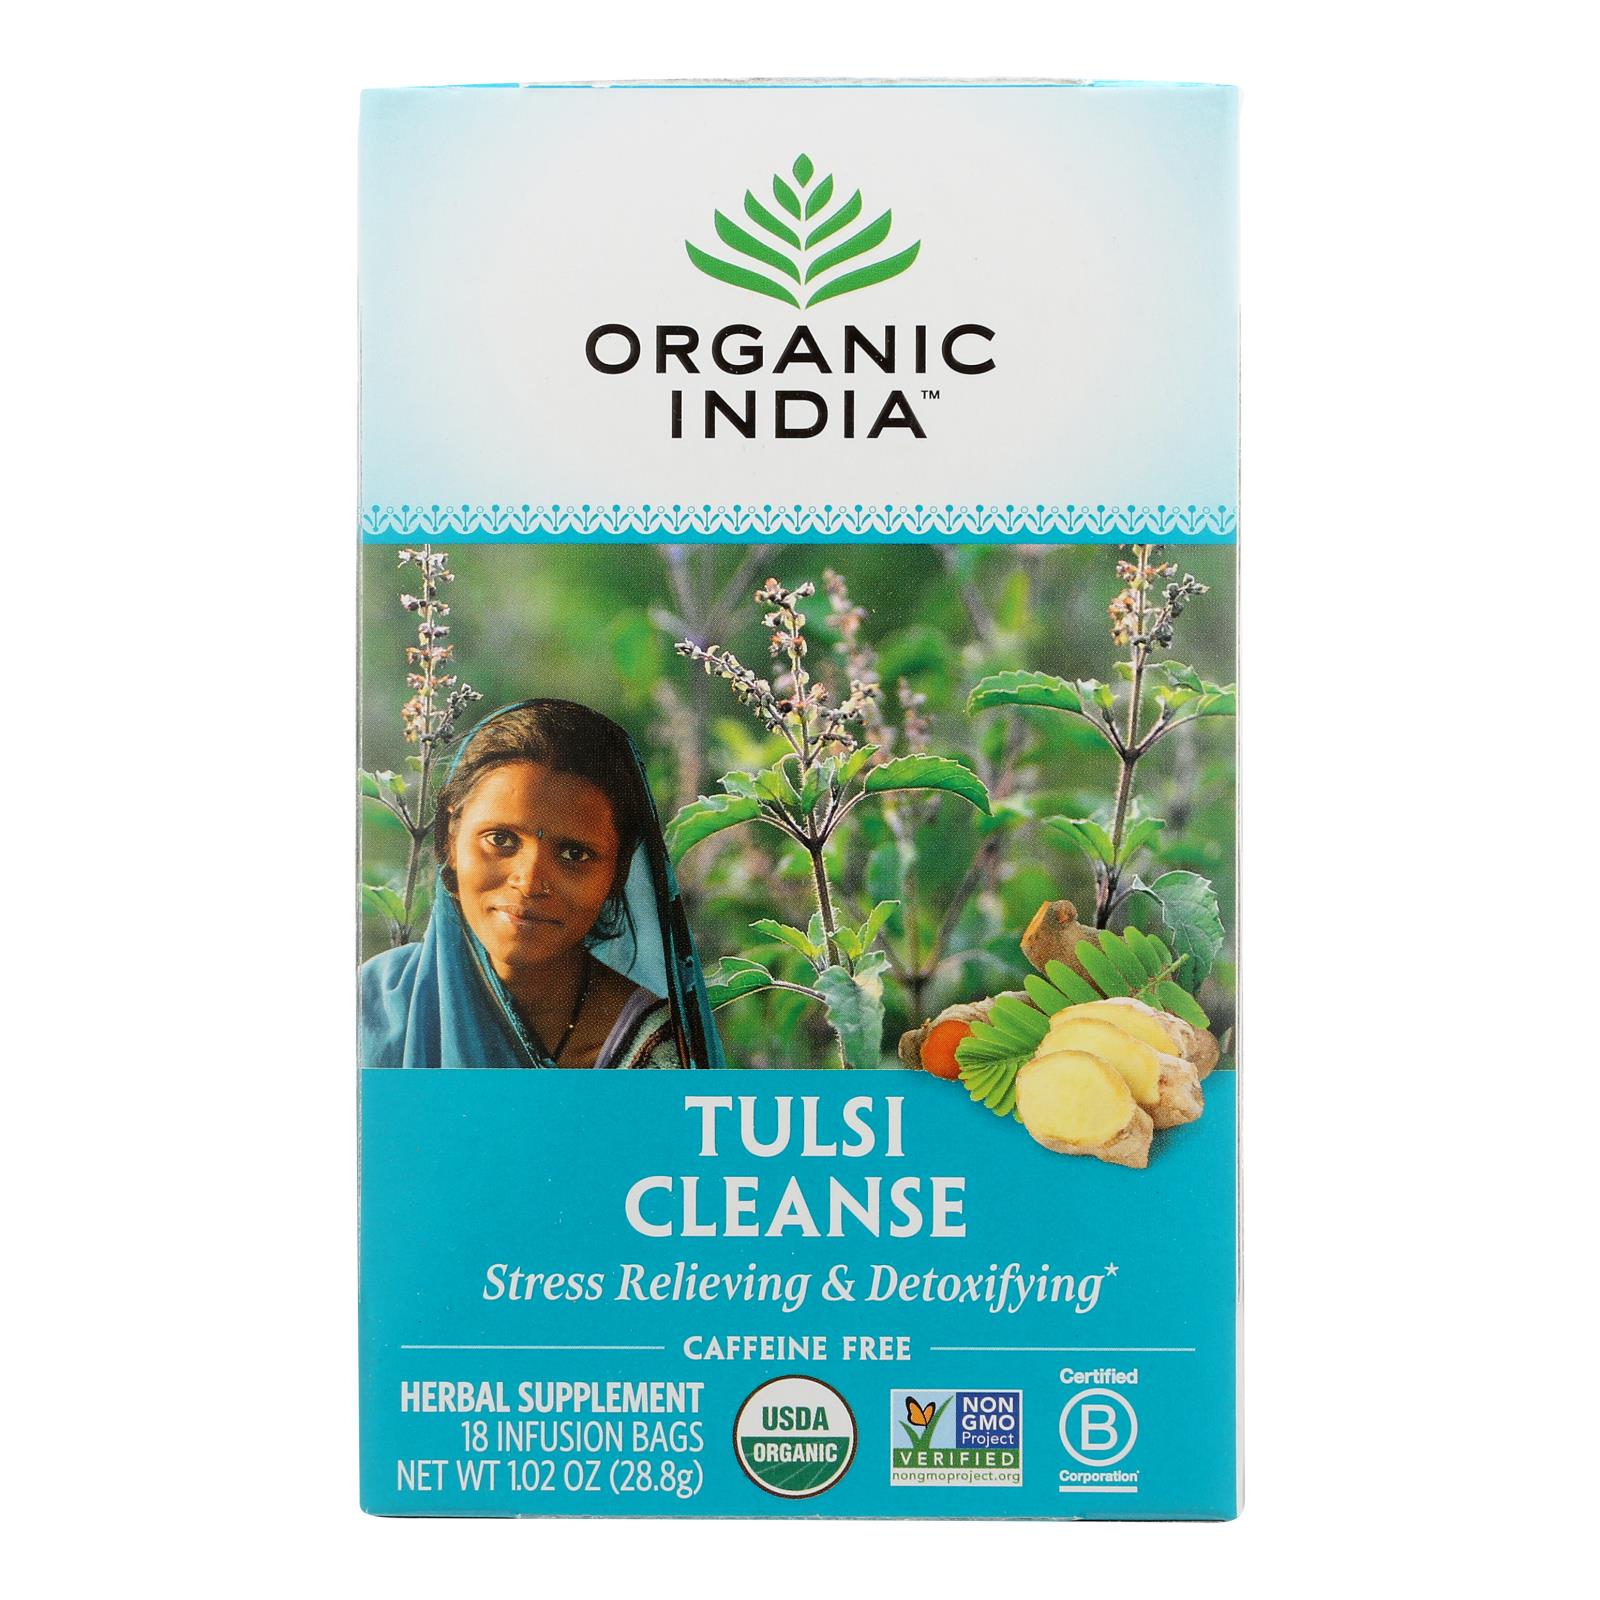 ORGANIC
INDIA™
TULSI
CLEANSE
Stress Relieving & Detoxifying*
CAFFEINE FREE
HERBAL SUPPLEMENT
18 INFUSION BAGS
NET WT 1.02 OZ (28.8g)
USDA
ORGANIC
NON
GMO
Project
VERIFIED
nongmoproject.org
Certified
B
Corporation